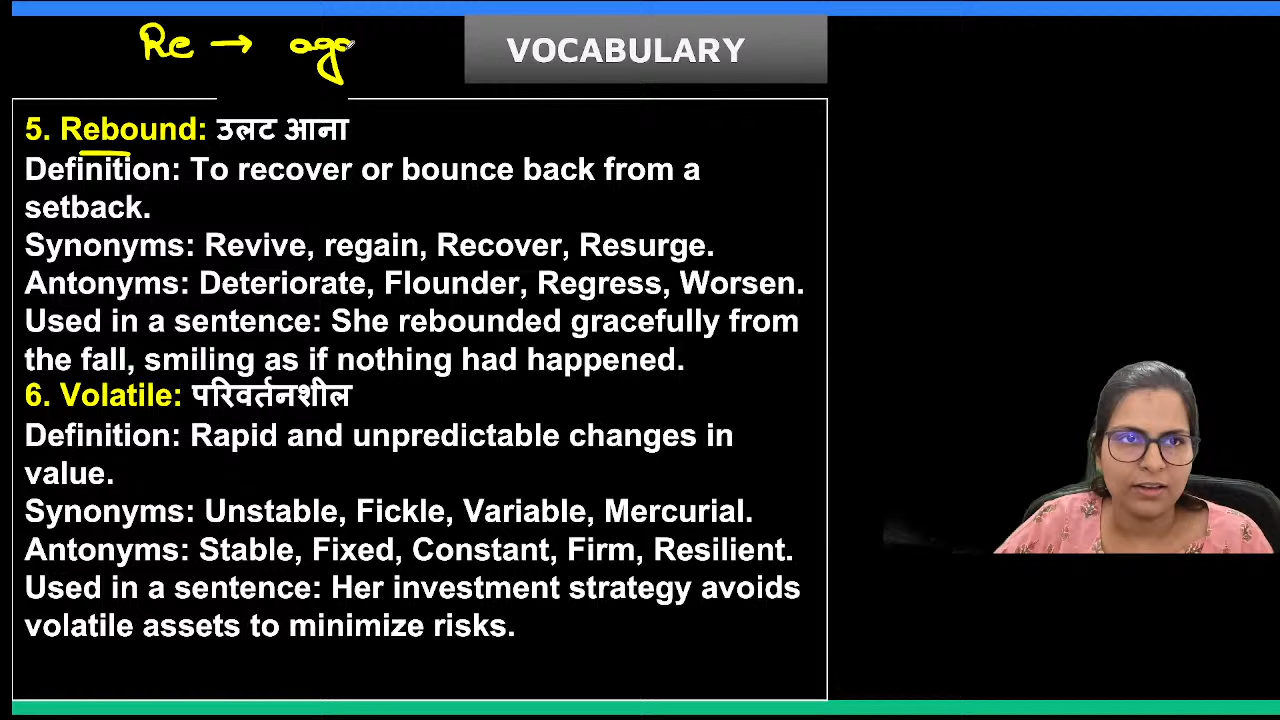 Re → aga
VOCABULARY
5. Rebound: उलट आना
Definition: To recover or bounce back from a
setback.
Synonyms: Revive, regain, Recover, Resurge.
Antonyms: Deteriorate, Flounder, Regress, Worsen.
Used in a sentence: She rebounded gracefully from
the fall, smiling as if nothing had happened.
6. Volatile: परिवर्तनशील
Definition: Rapid and unpredictable changes in
value.
Synonyms: Unstable, Fickle, Variable, Mercurial.
Antonyms: Stable, Fixed, Constant, Firm, Resilient.
Used in a sentence: Her investment strategy avoids
volatile assets to minimize risks.